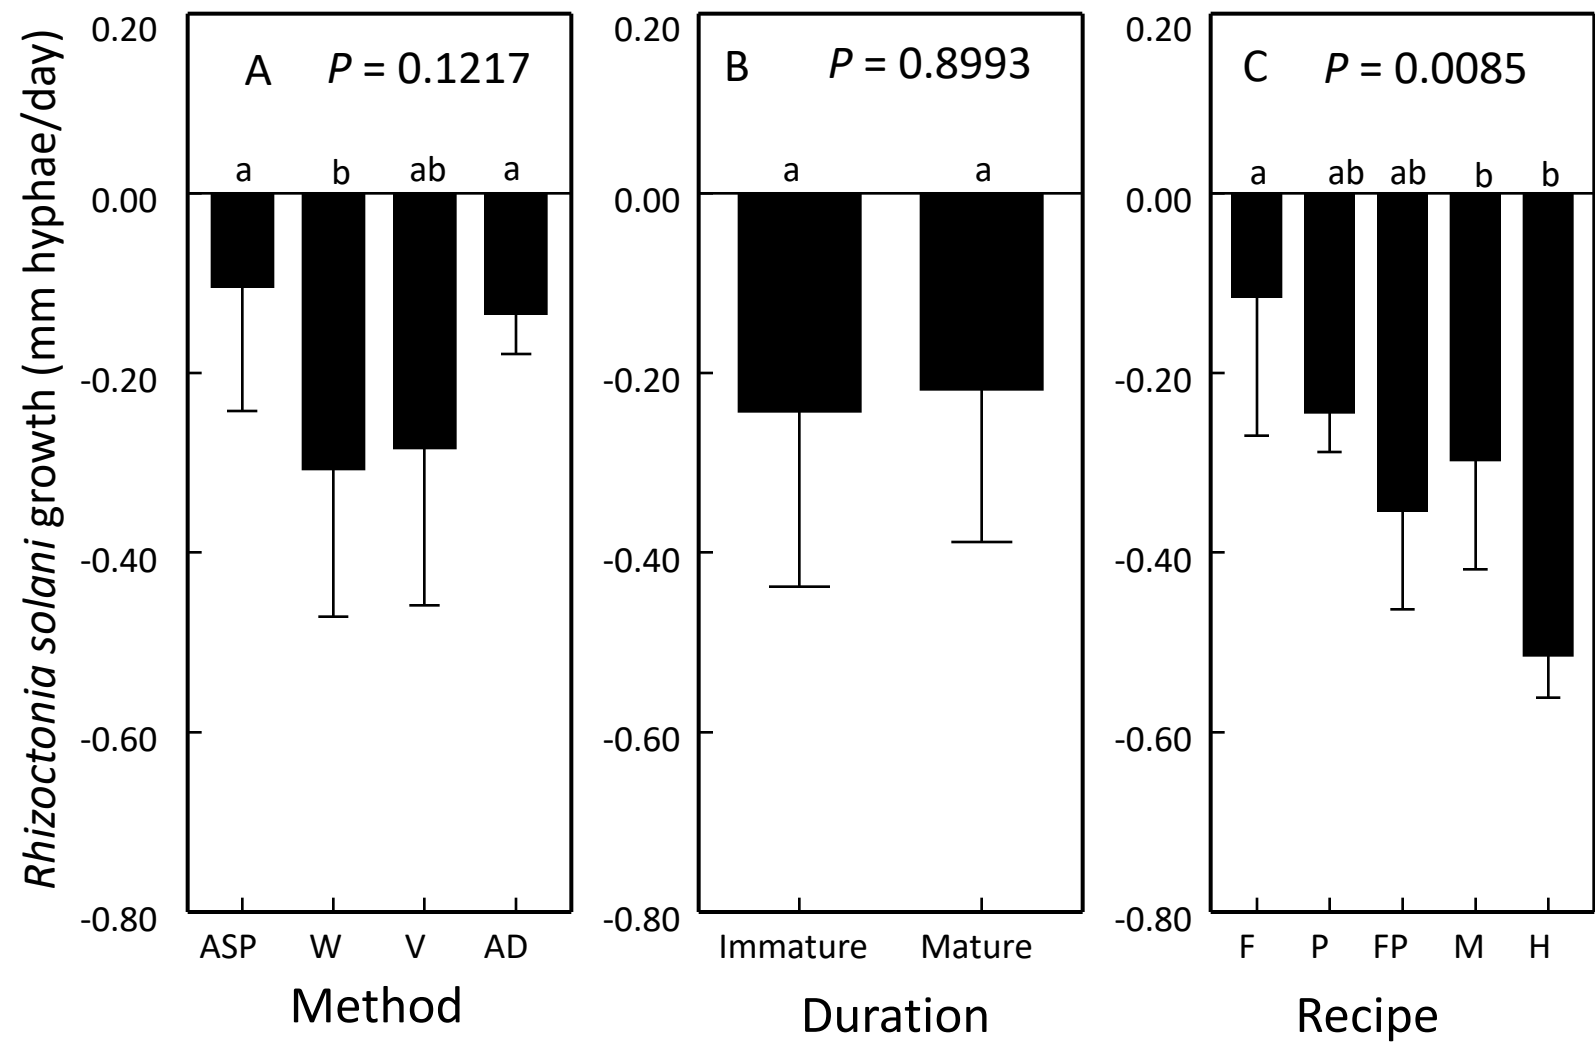 Rhizoctonia solani growth (mm hyphae/day)
0.20
0.00
-0.20
-0.40
-0.60
-0.80
A P = 0.1217
a b ab a
ASP W V AD
Method
0.20
0.00
-0.20
-0.40
-0.60
-0.80
B P = 0.8993
a a
Immature Mature
Duration
0.20
0.00
-0.20
-0.40
-0.60
-0.80
C P = 0.0085
a ab ab b b
F P FP M H
Recipe